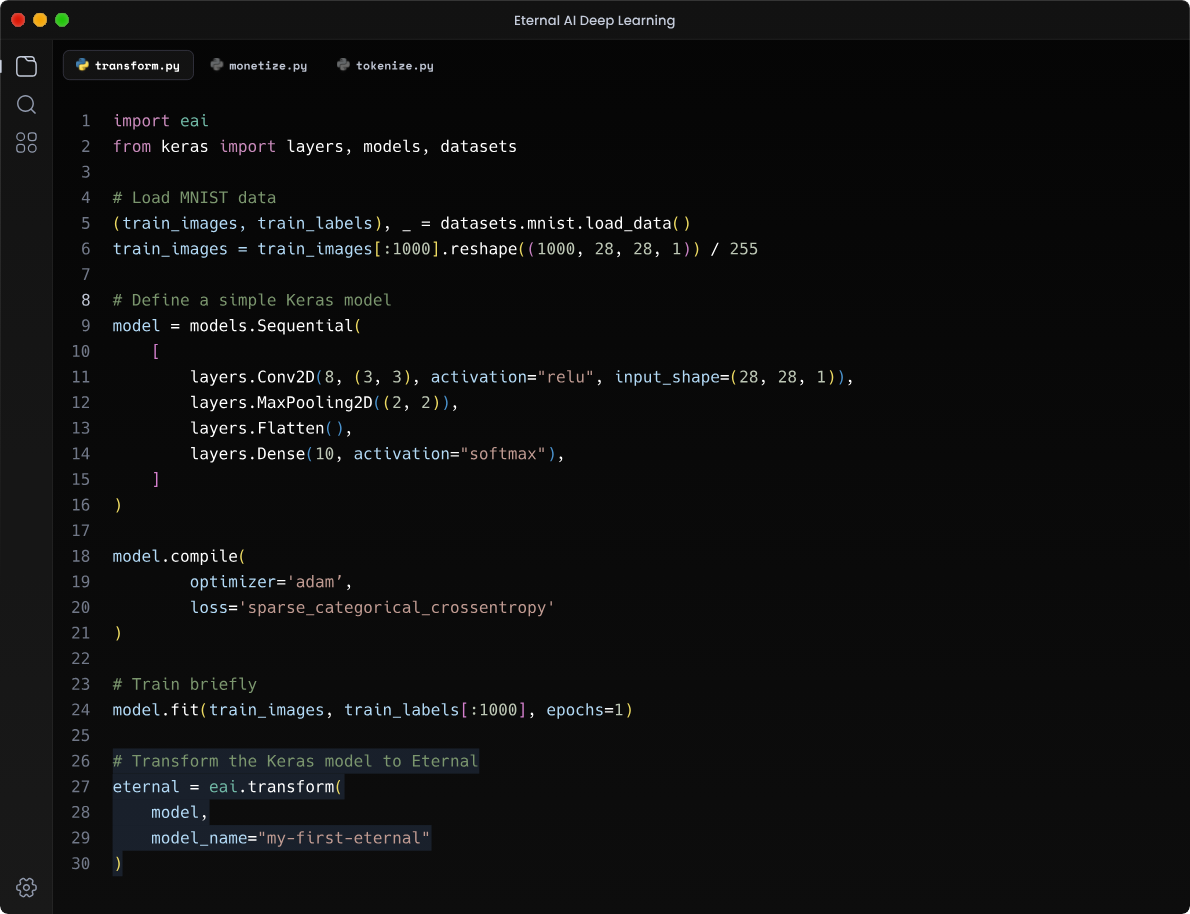 Eternal AI Deep Learning
transform.py monetize.py tokenize.py
1 import eai
2 from keras import layers, models, datasets
3
4 # Load MNIST data
5 (train_images, train_labels), _ = datasets.mnist.load_data()
6 train_images = train_images[:1000].reshape((1000, 28, 28, 1)) / 255
7
8 # Define a simple Keras model
9 model = models.Sequential(
10     [
11         layers.Conv2D(8, (3, 3), activation="relu", input_shape=(28, 28, 1)),
12         layers.MaxPooling2D((2, 2)),
13         layers.Flatten(),
14         layers.Dense(10, activation="softmax"),
15     ]
16 )
17
18 model.compile(
19         optimizer='adam’,
20         loss='sparse_categorical_crossentropy'
21 )
22
23 # Train briefly
24 model.fit(train_images, train_labels[:1000], epochs=1)
25
26 # Transform the Keras model to Eternal
27 eternal = eai.transform(
28     model,
29     model_name="my-first-eternal"
30 )